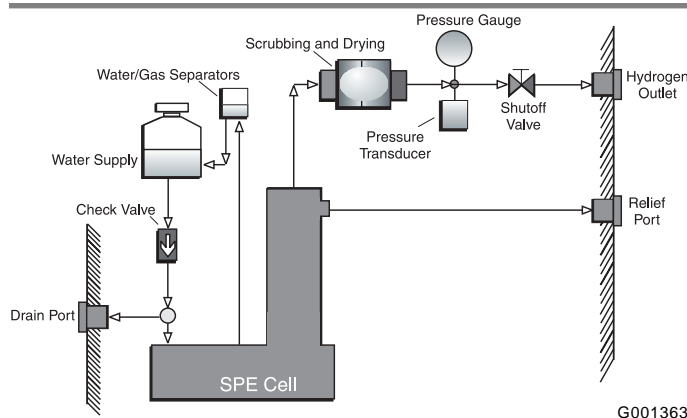 Pressure Gauge
Scrubbing and Drying
Water/Gas Separators
Hydrogen
Outlet
Shutoff
Valve
Pressure
Transducer
Water Supply
Check Valve
Relief
Port
Drain Port
SPE Cell
G001363